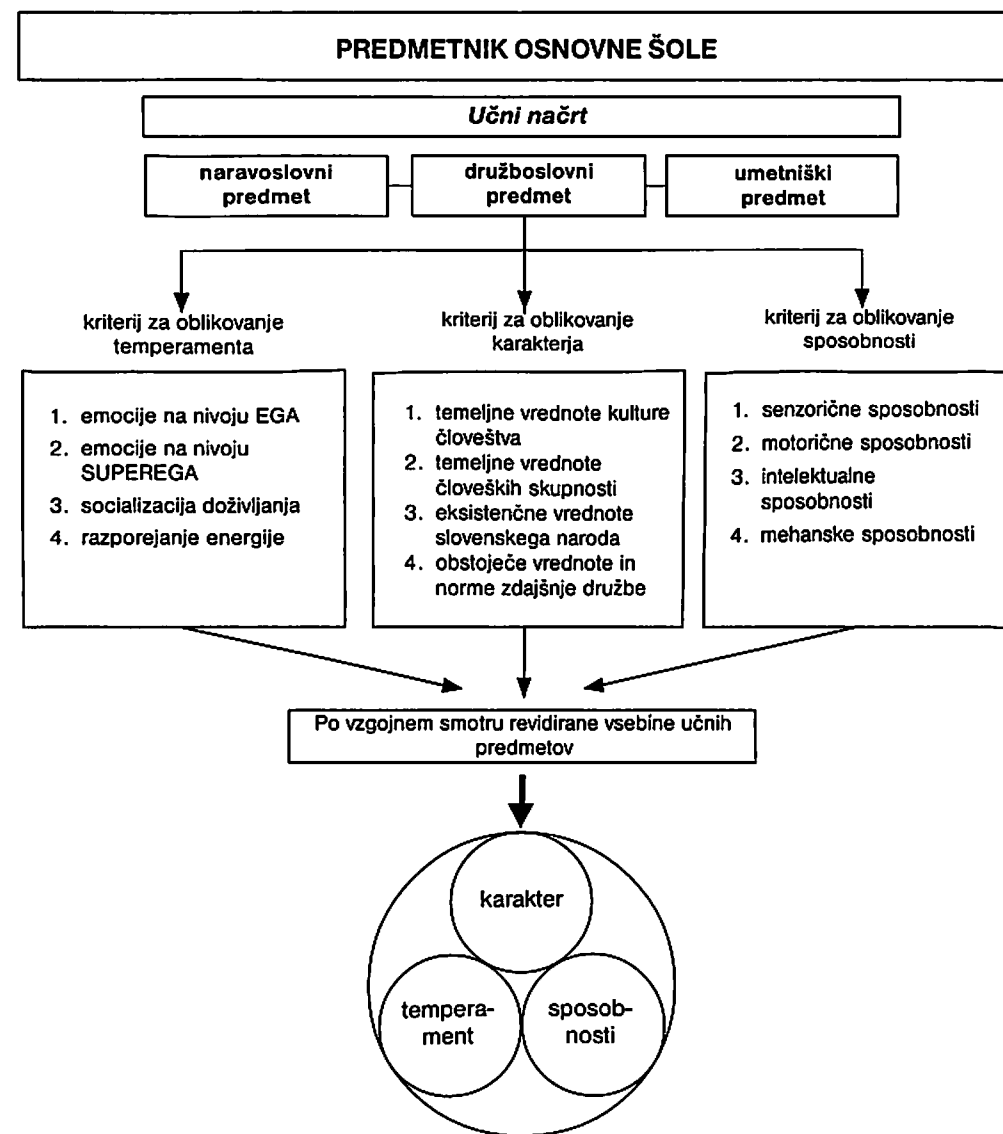 PREDMETNIK OSNOVNE ŠOLE
Učni načrt
naravoslovni
predmet
družboslovni
predmet
umetniški
predmet
kriterij za oblikovanje
temperamenta
1. emocije na nivoju EGA
2. emocije na nivoju
SUPEREGA
3. socializacija doživljanja
4. razporejanje energije
kriterij za oblikovanje
karakterja
1. temeljne vrednote kulture
človeštva
2. temeljne vrednote
človeških skupnosti
3. eksistenčne vrednote
slovenskega naroda
4. obstoječe vrednote in
norme zdajšnje družbe
kriterij za oblikovanje
sposobnosti
1. senzorične sposobnosti
2. motorične sposobnosti
3. intelektualne
sposobnosti
4. mehanske sposobnosti
Po vzgojnem smotru revidirane vsebine učnih
predmetov
karakter
tempera-
ment
sposob-
nosti